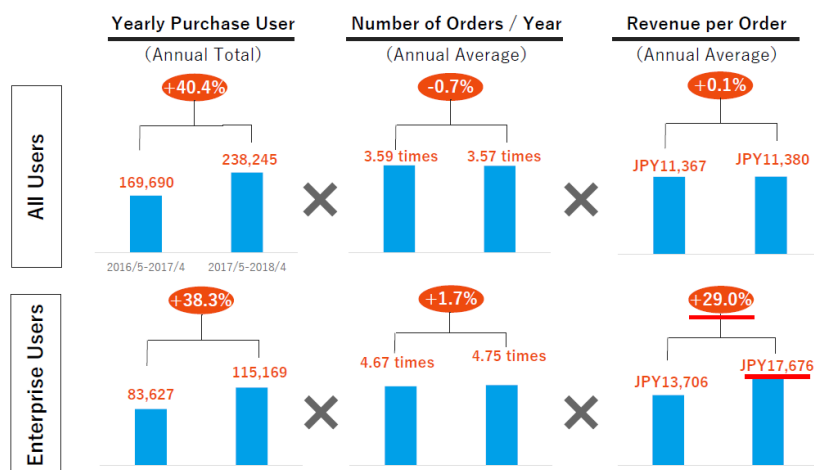 Yearly Purchase User
(Annual Total)
Number of Orders / Year
(Annual Average)
Revenue per Order
(Annual Average)
All Users
+40.4%
169,690
238,245
2016/5-2017/4
2017/5-2018/4
-0.7%
3.59 times
3.57 times
+0.1%
JPY11,367
JPY11,380
Enterprise Users
+38.3%
83,627
115,169
+1.7%
4.67 times
4.75 times
+29.0%
JPY13,706
JPY17,676